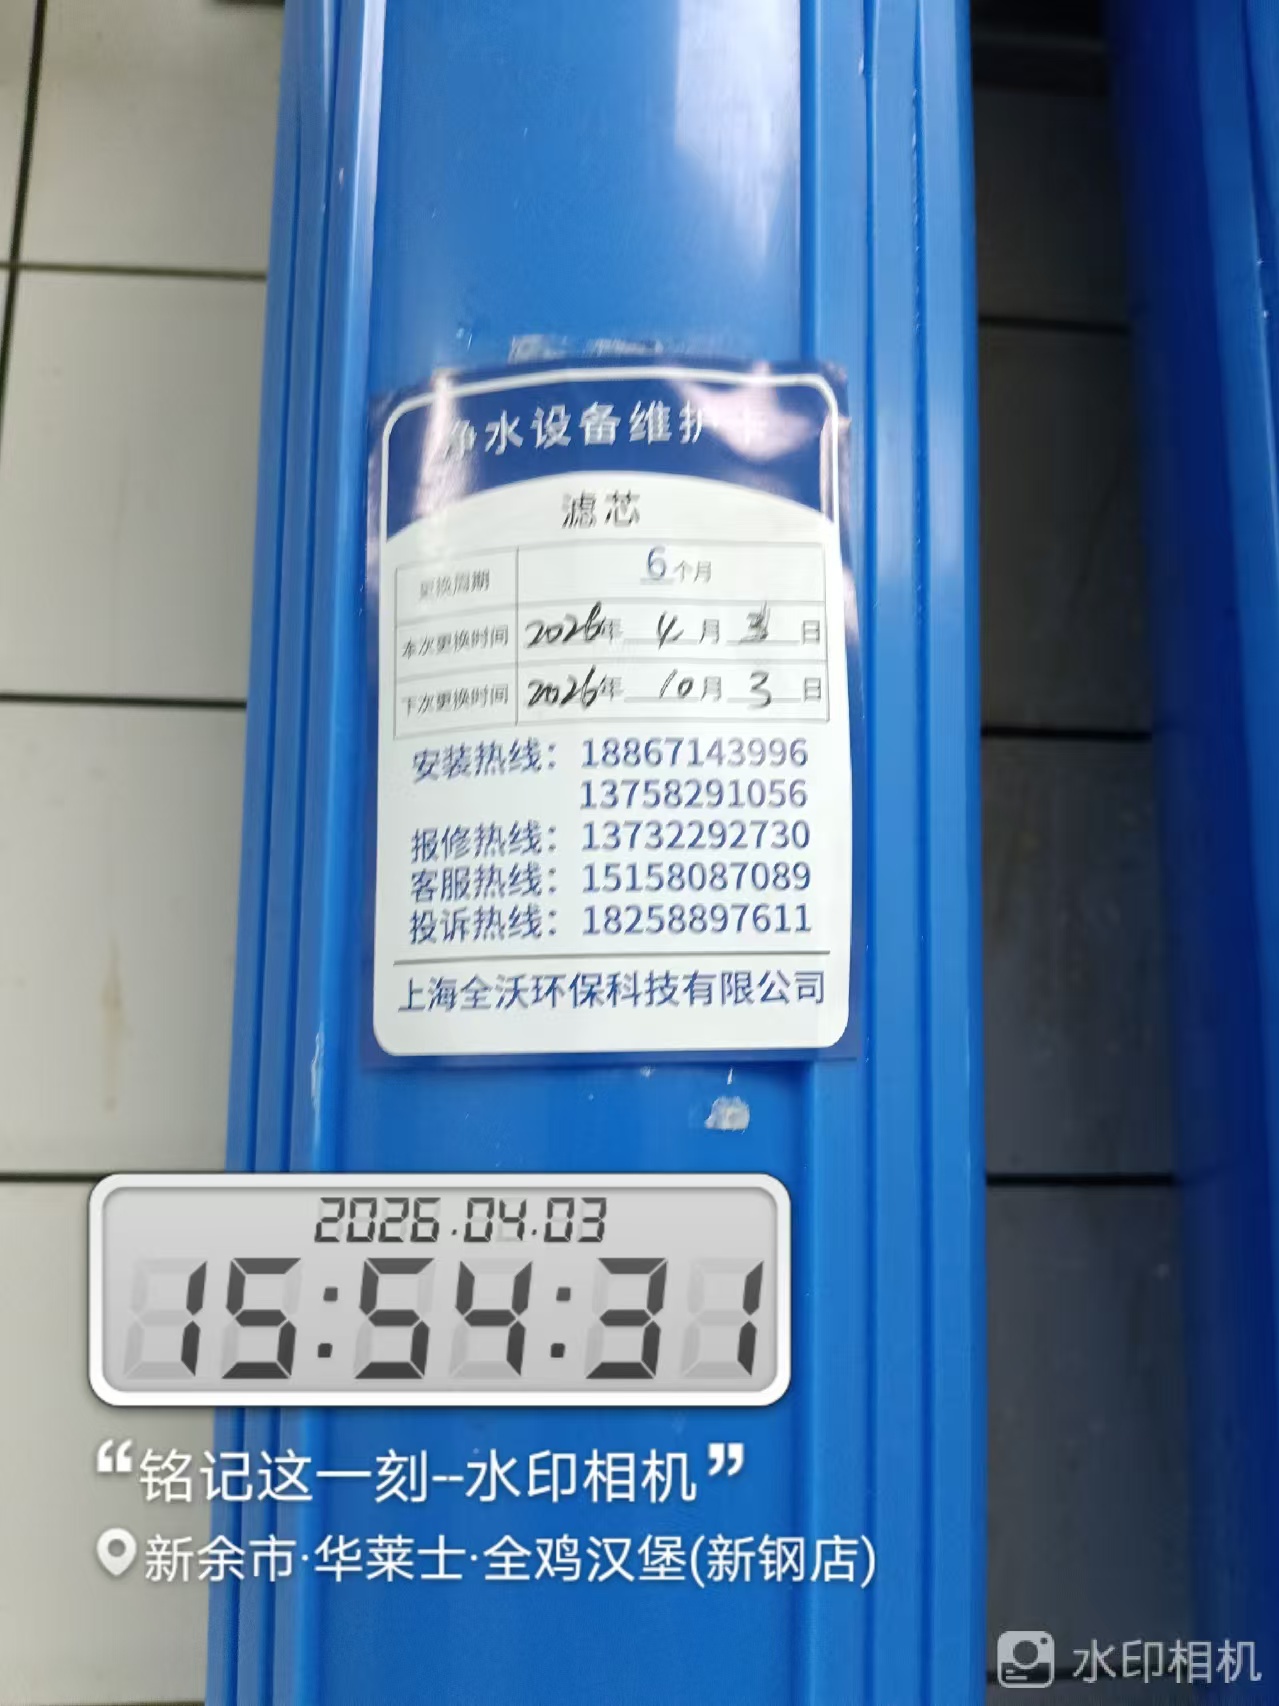 净水设备维护卡
滤芯
更换周期 6个月
本次更换时间 2026年 4月 3日
下次更换时间 2026年 10月 3日
安装热线：18867143996
13758291056
报修热线：13732292730
客服热线：15158087089
投诉热线：18258897611
上海全沃环保科技有限公司
2026.04.03
15:54:31
“铭记这一刻--水印相机”
新余市·华莱士·全鸡汉堡(新钢店)
水印相机